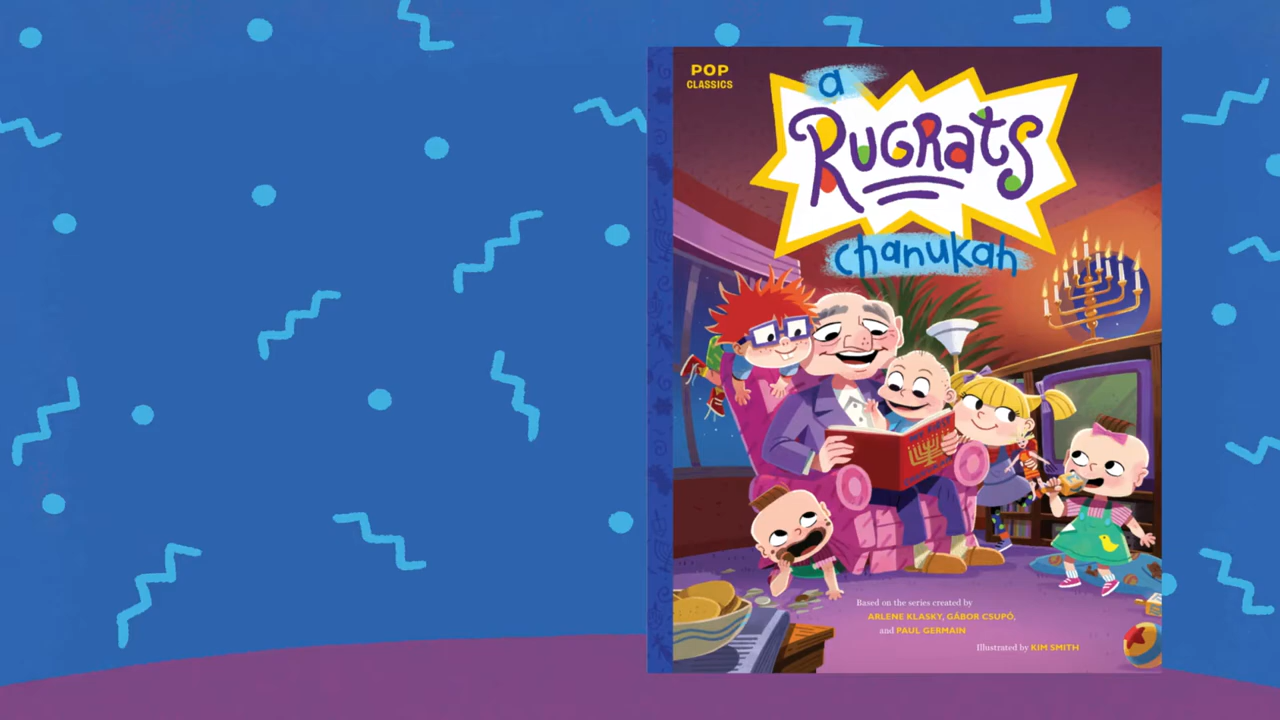 POP
CLASSICS
a
RUGRATS
chanukah
Based on the series created by
ARLENE KLASKY, GÁBOR CSUPÓ,
and PAUL GERMAIN
Illustrated by KIM SMITH